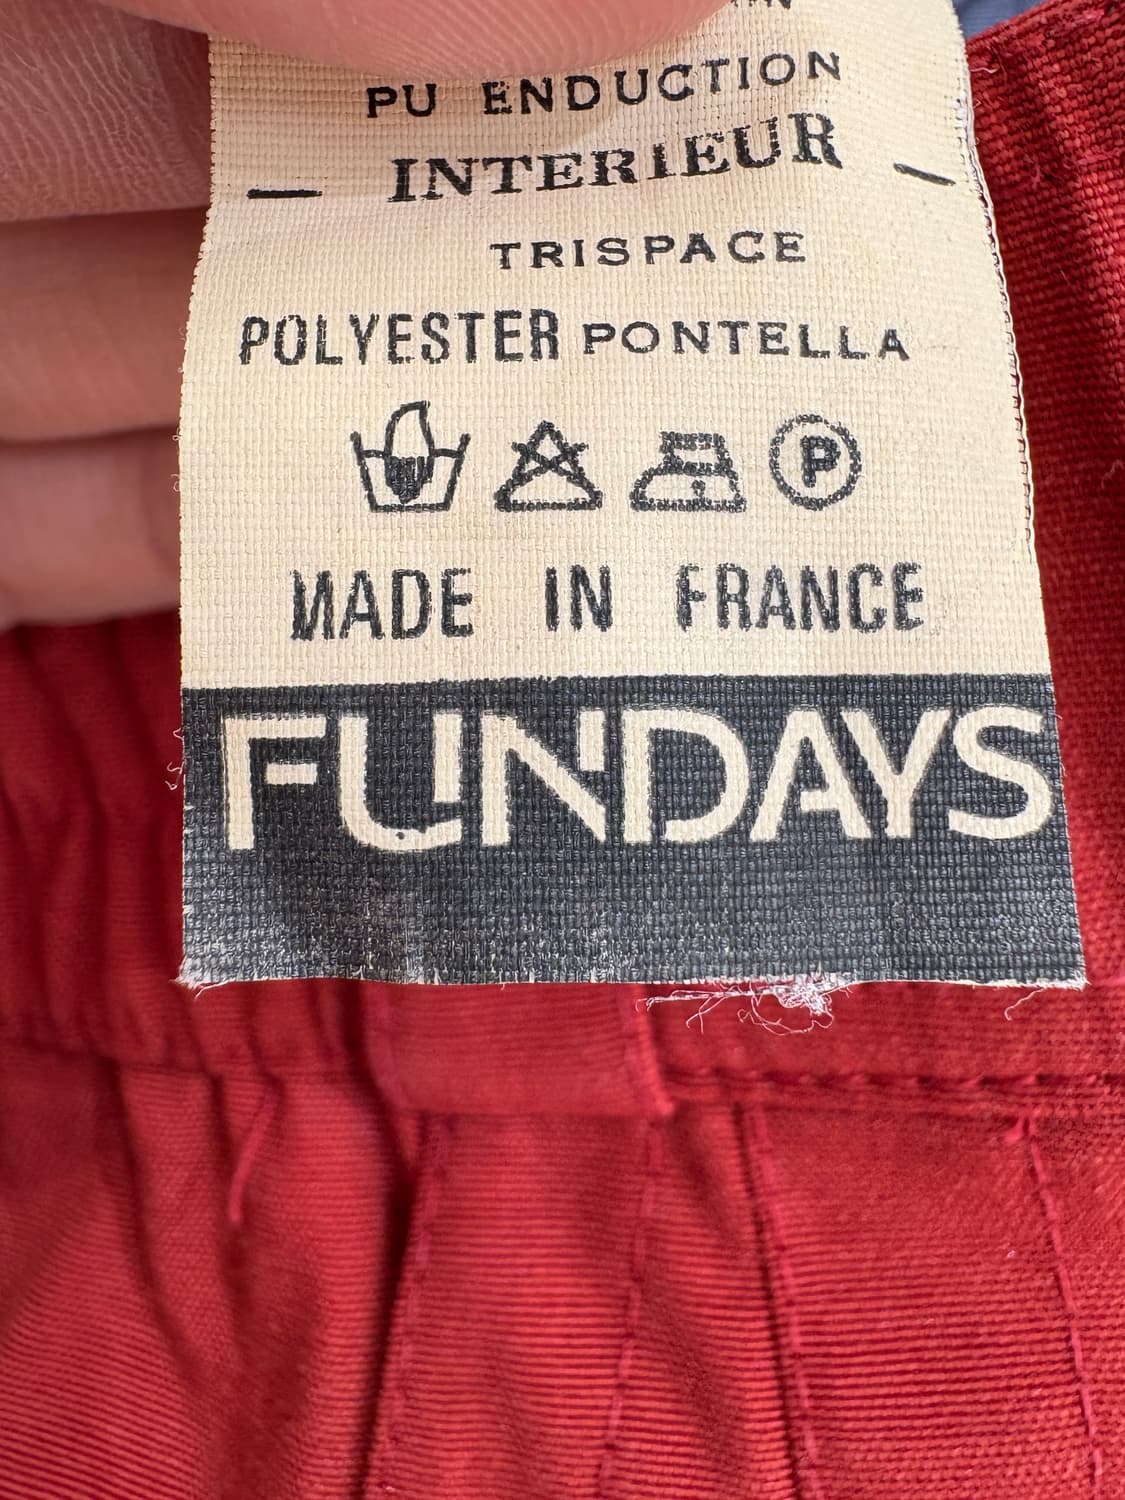 PU ENDUCTION
— INTERIEUR —
TRISPACE
POLYESTER PONTELLA
P
MADE IN FRANCE
FUNDAYS